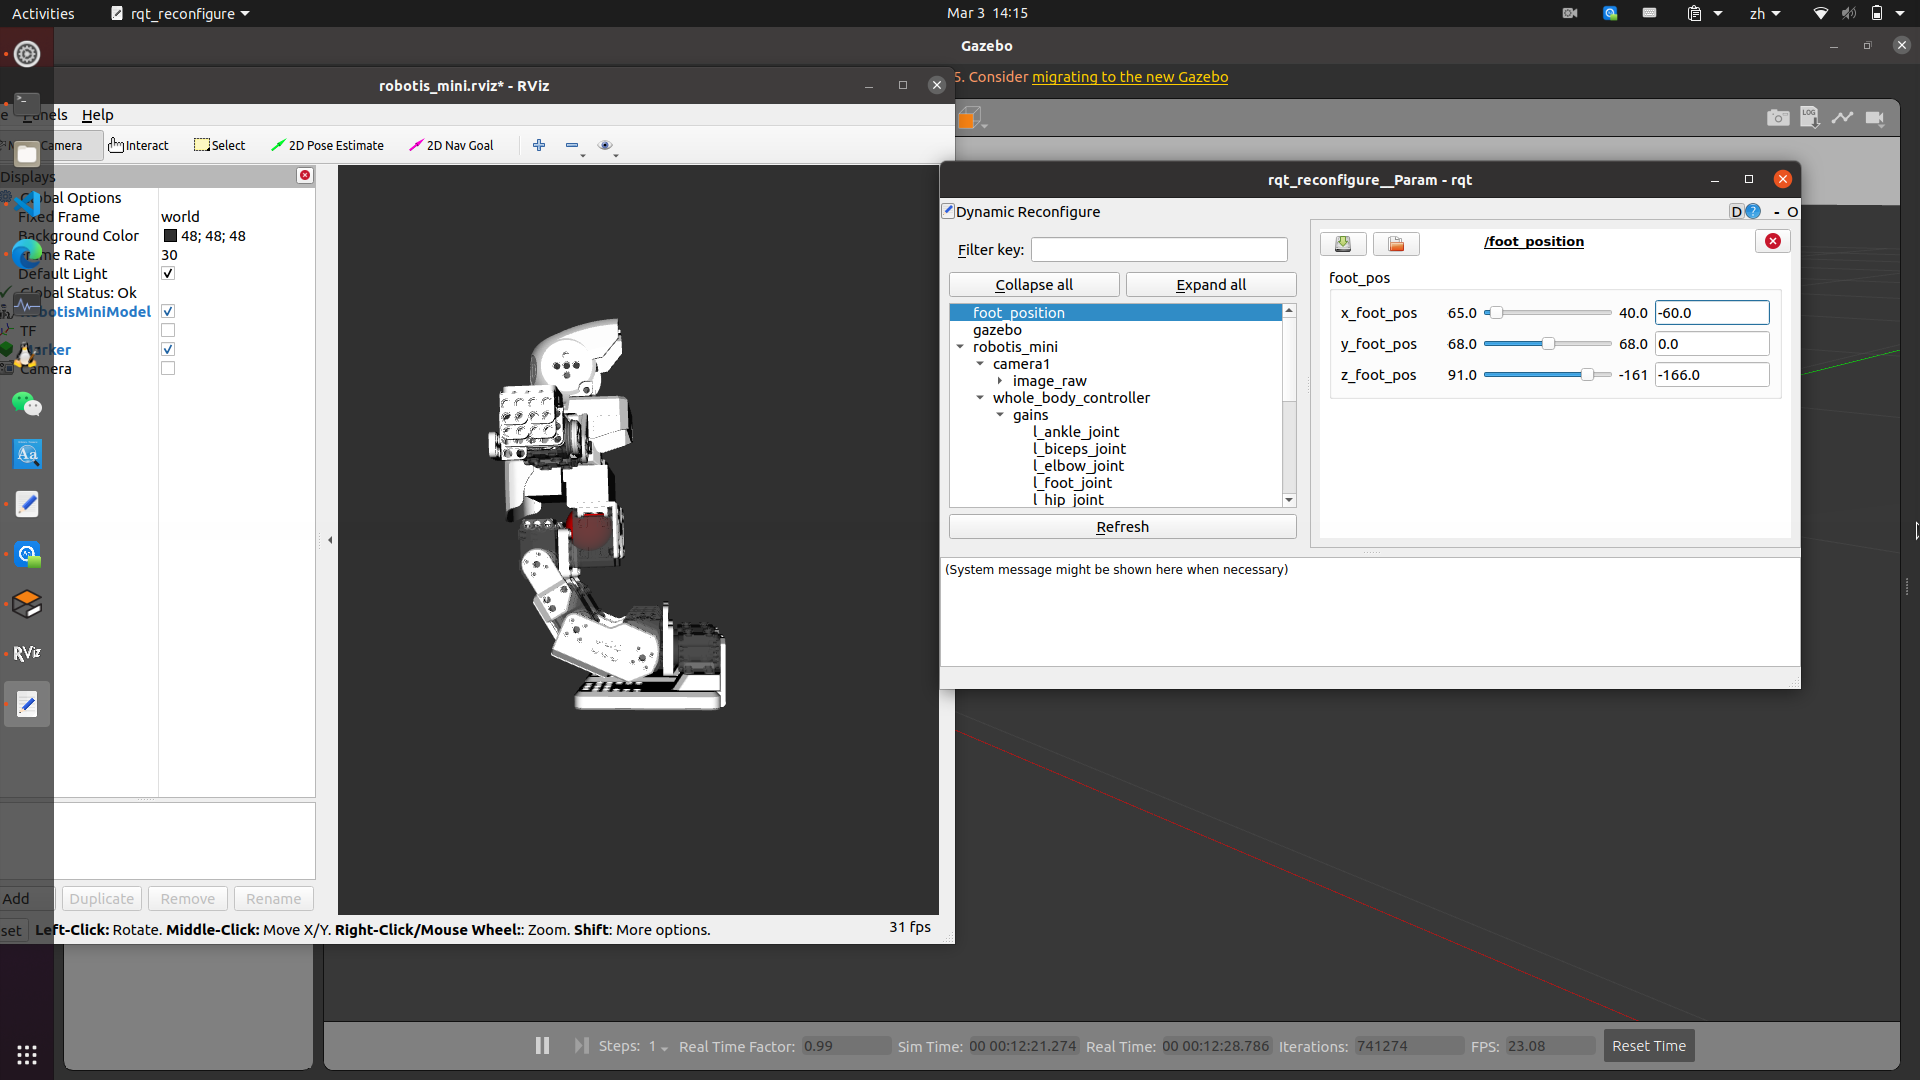 Activities
rqt_reconfigure
Mar 3 14:15
zh
Gazebo
5. Consider migrating to the new Gazebo
robotis_mini.rviz* - RViz
Help
Camera
Interact
Select
2D Pose Estimate
2D Nav Goal
Displays
Global Options
Fixed Frame
world
Background Color
48; 48; 48
Frame Rate
30
Default Light
Global Status: Ok
RobotisMiniModel
TF
Marker
Camera
Add
Duplicate
Remove
Rename
set
Left-Click: Rotate. Middle-Click: Move X/Y. Right-Click/Mouse Wheel:: Zoom. Shift: More options.
31 fps
RViz
LOG
rqt_reconfigure__Param - rqt
Dynamic Reconfigure
D
?
- O
Filter key:
Collapse all
Expand all
foot_position
gazebo
robotis_mini
camera1
image_raw
whole_body_controller
gains
l_ankle_joint
l_biceps_joint
l_elbow_joint
l_foot_joint
l_hip_joint
Refresh
/foot_position
foot_pos
x_foot_pos
65.0
40.0
-60.0
y_foot_pos
68.0
68.0
0.0
z_foot_pos
91.0
-161
-166.0
(System message might be shown here when necessary)
Steps: 1
Real Time Factor:
0.99
Sim Time:
00 00:12:21.274
Real Time:
00 00:12:28.786
Iterations:
741274
FPS:
23.08
Reset Time